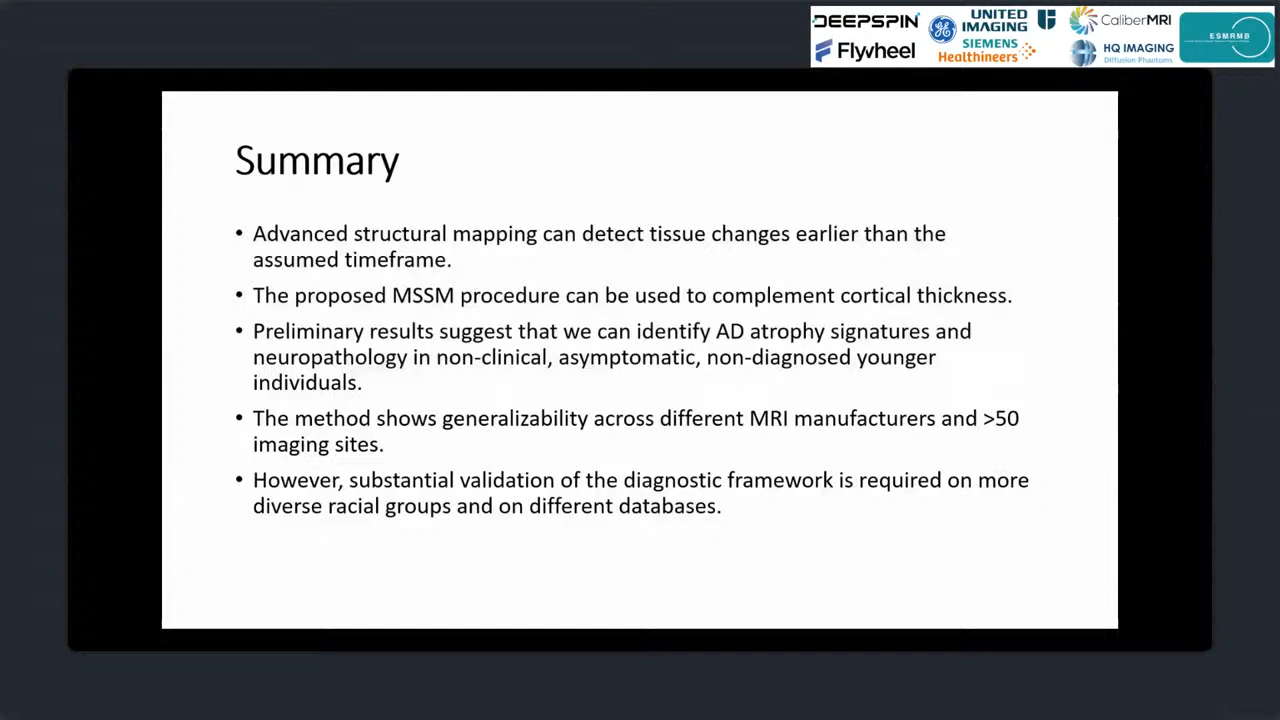 DEEPSPIN
UNITED
IMAGING
CaliberMRI
ESMRMB
Flywheel
SIEMENS
Healthineers
HQ IMAGING
Diffusion Phantoms
Summary
• Advanced structural mapping can detect tissue changes earlier than the
assumed timeframe.
• The proposed MSSM procedure can be used to complement cortical thickness.
• Preliminary results suggest that we can identify AD atrophy signatures and
neuropathology in non-clinical, asymptomatic, non-diagnosed younger
individuals.
• The method shows generalizability across different MRI manufacturers and >50
imaging sites.
• However, substantial validation of the diagnostic framework is required on more
diverse racial groups and on different databases.